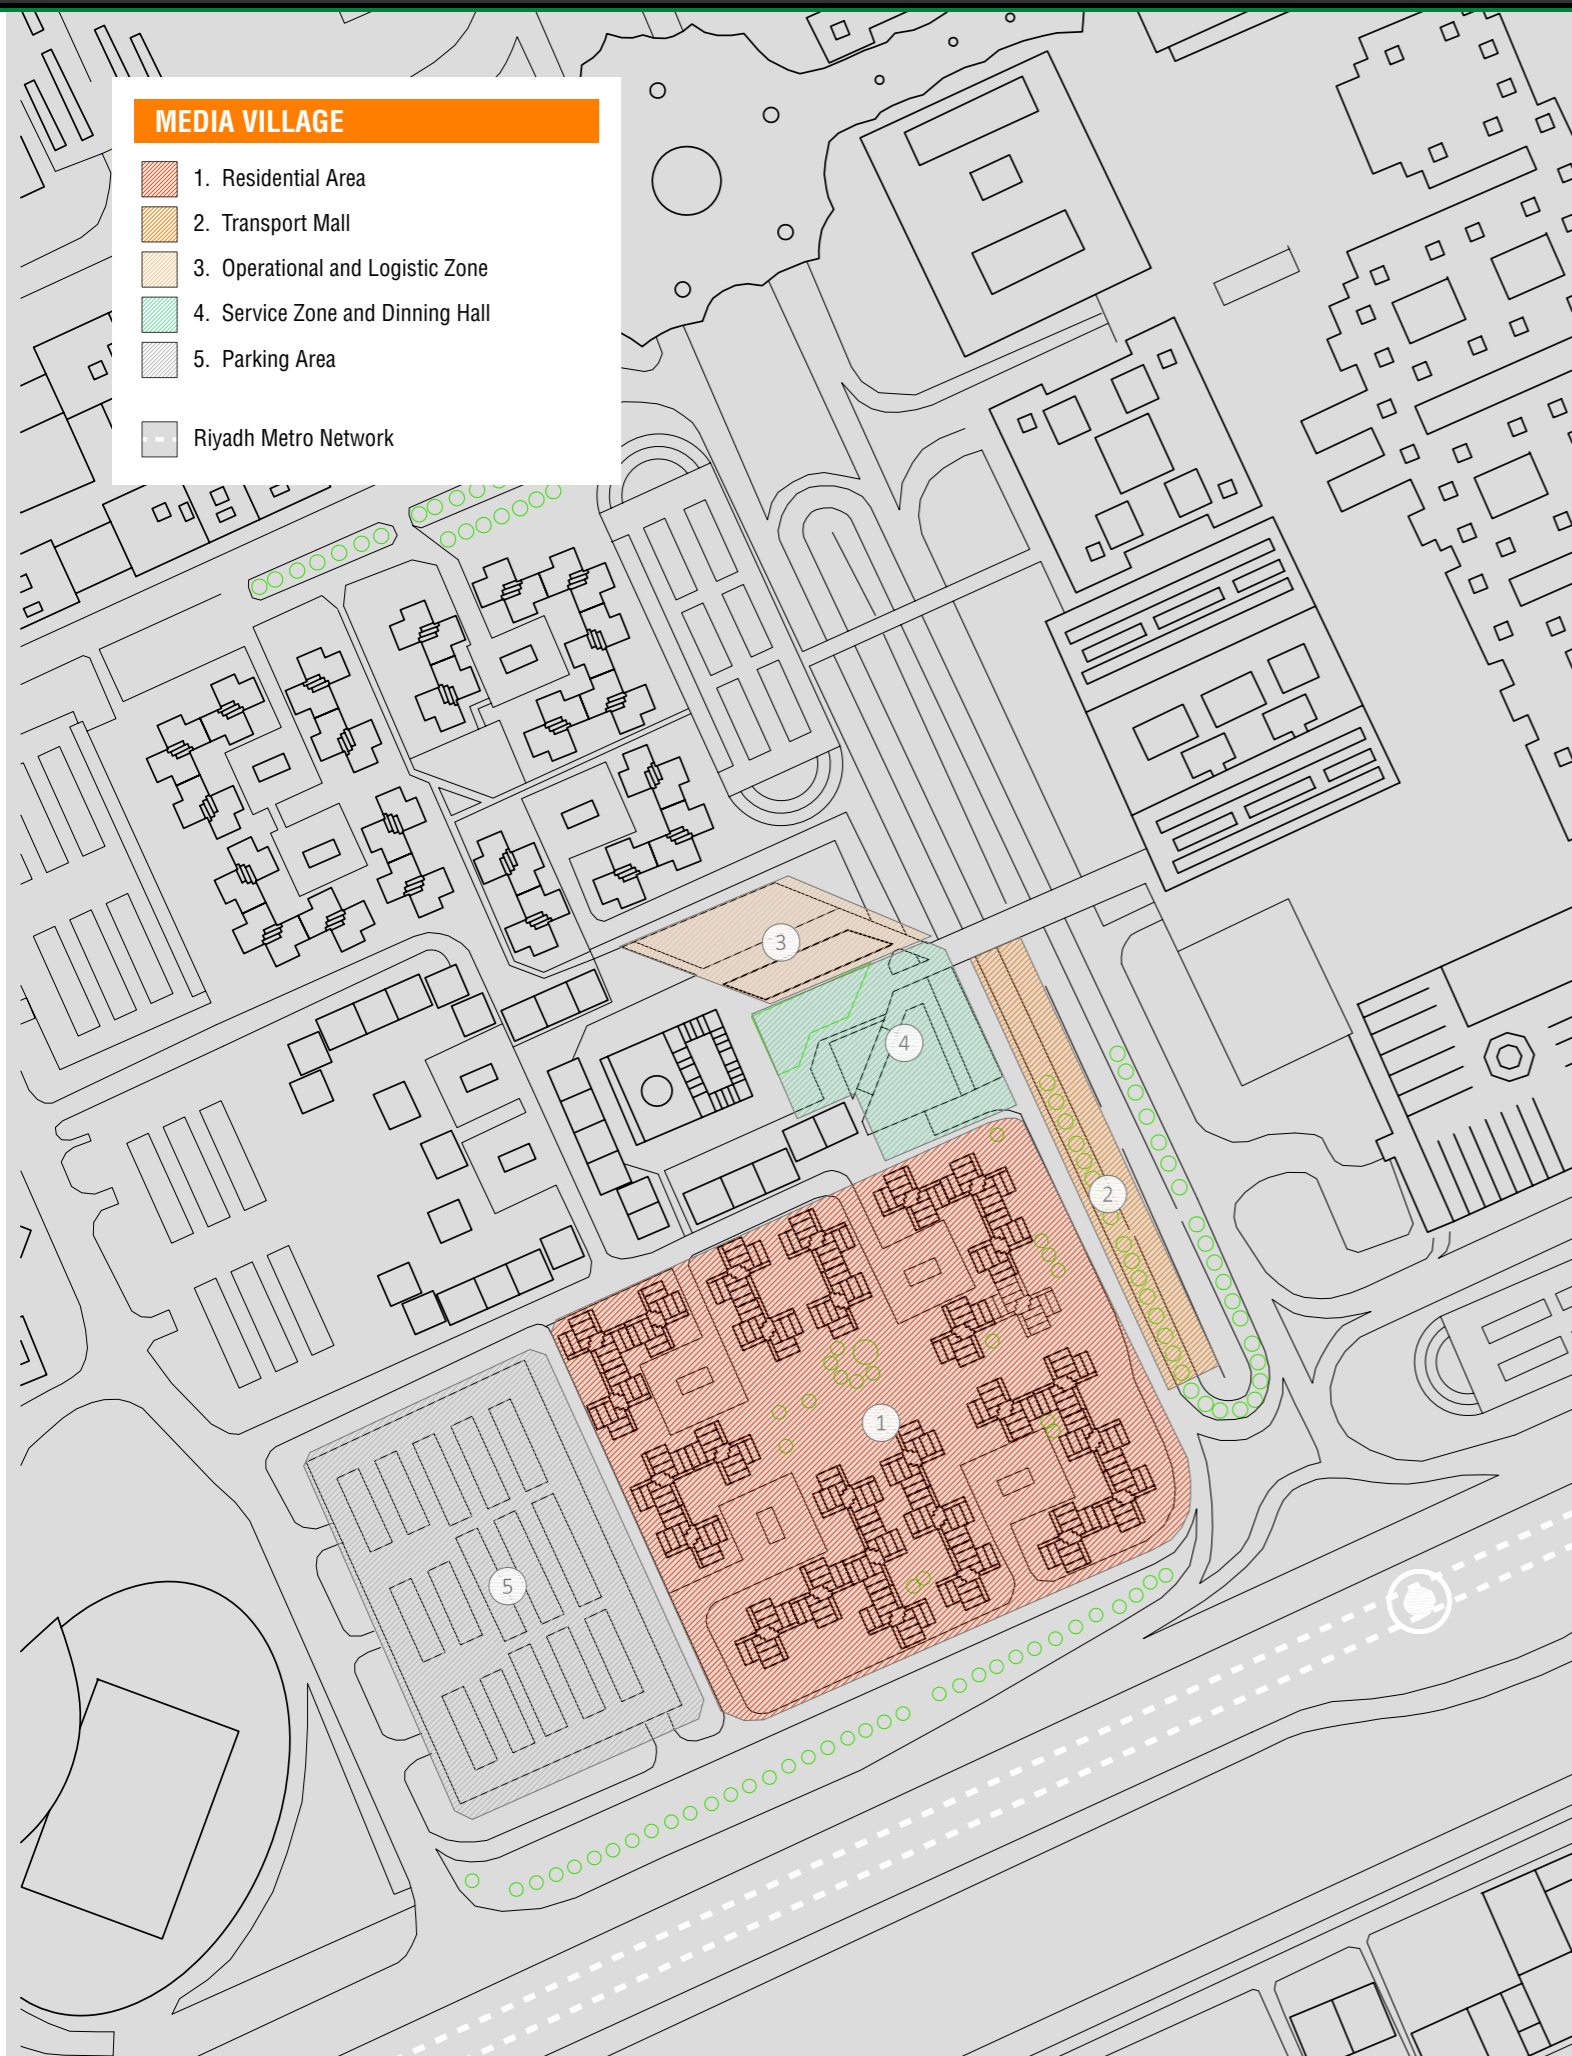 MEDIA VILLAGE
1. Residential Area
2. Transport Mall
3. Operational and Logistic Zone
4. Service Zone and Dinning Hall
5. Parking Area
Riyadh Metro Network
3
4
2
1
5